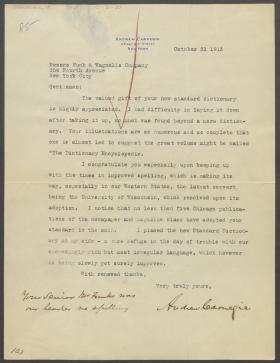 85
ANDREW CARNEGIE
NEW YORK
October 31 1913
Messrs Funk & Wagnalls Company
354 Fourth Avenue
New York City
Gentlemen:
The valued gift of your new standard dictionary
is highly appreciated. I had difficulty in laying it down
after taking it up, so much was found beyond a mere diction-
ary. Your illustrations are so numerous and so complete that
one is almost led to suggest the great volume might be called
"The Dictionary Encyclopedic.
I congratulate you especially upon keeping up
with the times in improved spelling, which is making its
way, especially in our Western States, the latest convert
being the University of Wisconsin, which resolved upon its
adoption. I notice that no less than five Chicago publica-
tions of the newspaper and magazine class have adopted your
standard in the main. I placed the new Standard Diction-
ary at my side - a sure refuge in the day of trouble with our
exceedingly rich but most irregular language, which however
is being slowly yet surely improved.
With renewed thanks,
Very truly yours,
Your Senior Mr Funk was
our leader in spelling
Andrew Carnegie